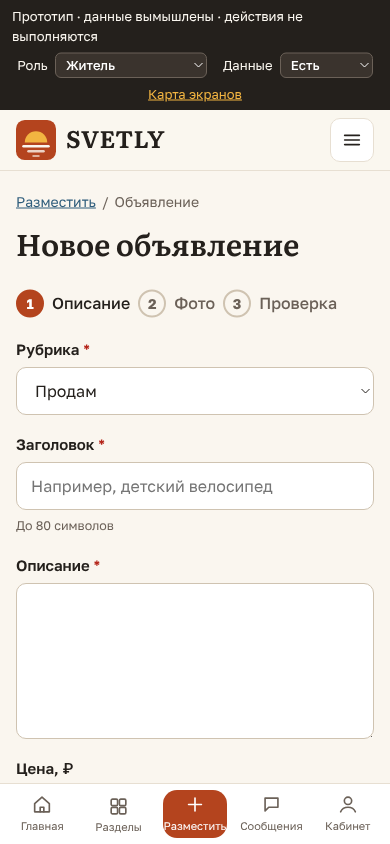 Прототип · данные вымышлены · действия не
выполняются
Роль Житель Данные Есть
Карта экранов
SVETLY
Разместить / Объявление
Новое объявление
1 Описание 2 Фото 3 Проверка
Рубрика *
Продам
Заголовок *
Например, детский велосипед
До 80 символов
Описание *
Цена, ₽
Главная Разделы Разместить Сообщения Кабинет